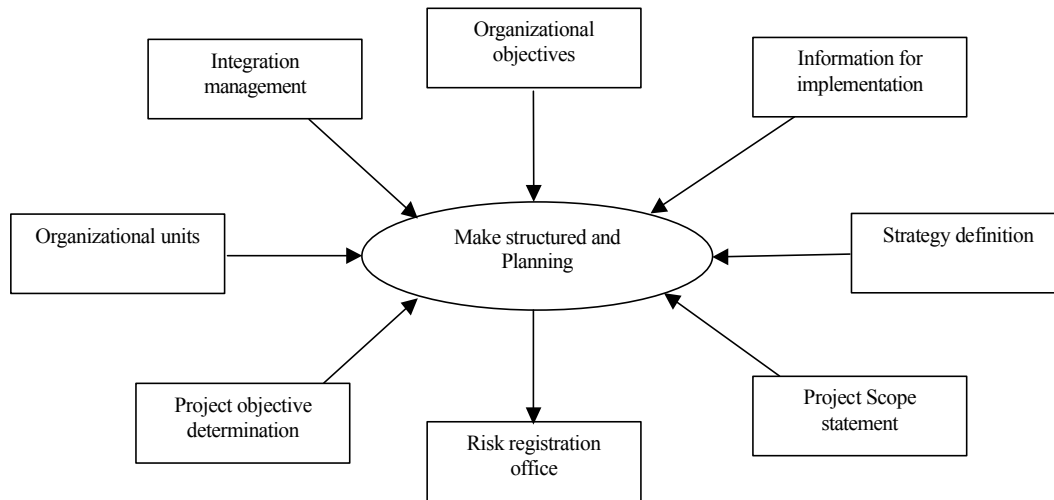 Organizational
objectives
Integration
management
Information for
implementation
Organizational units
Make structured and
Planning
Strategy definition
Project objective
determination
Risk registration
office
Project Scope
statement